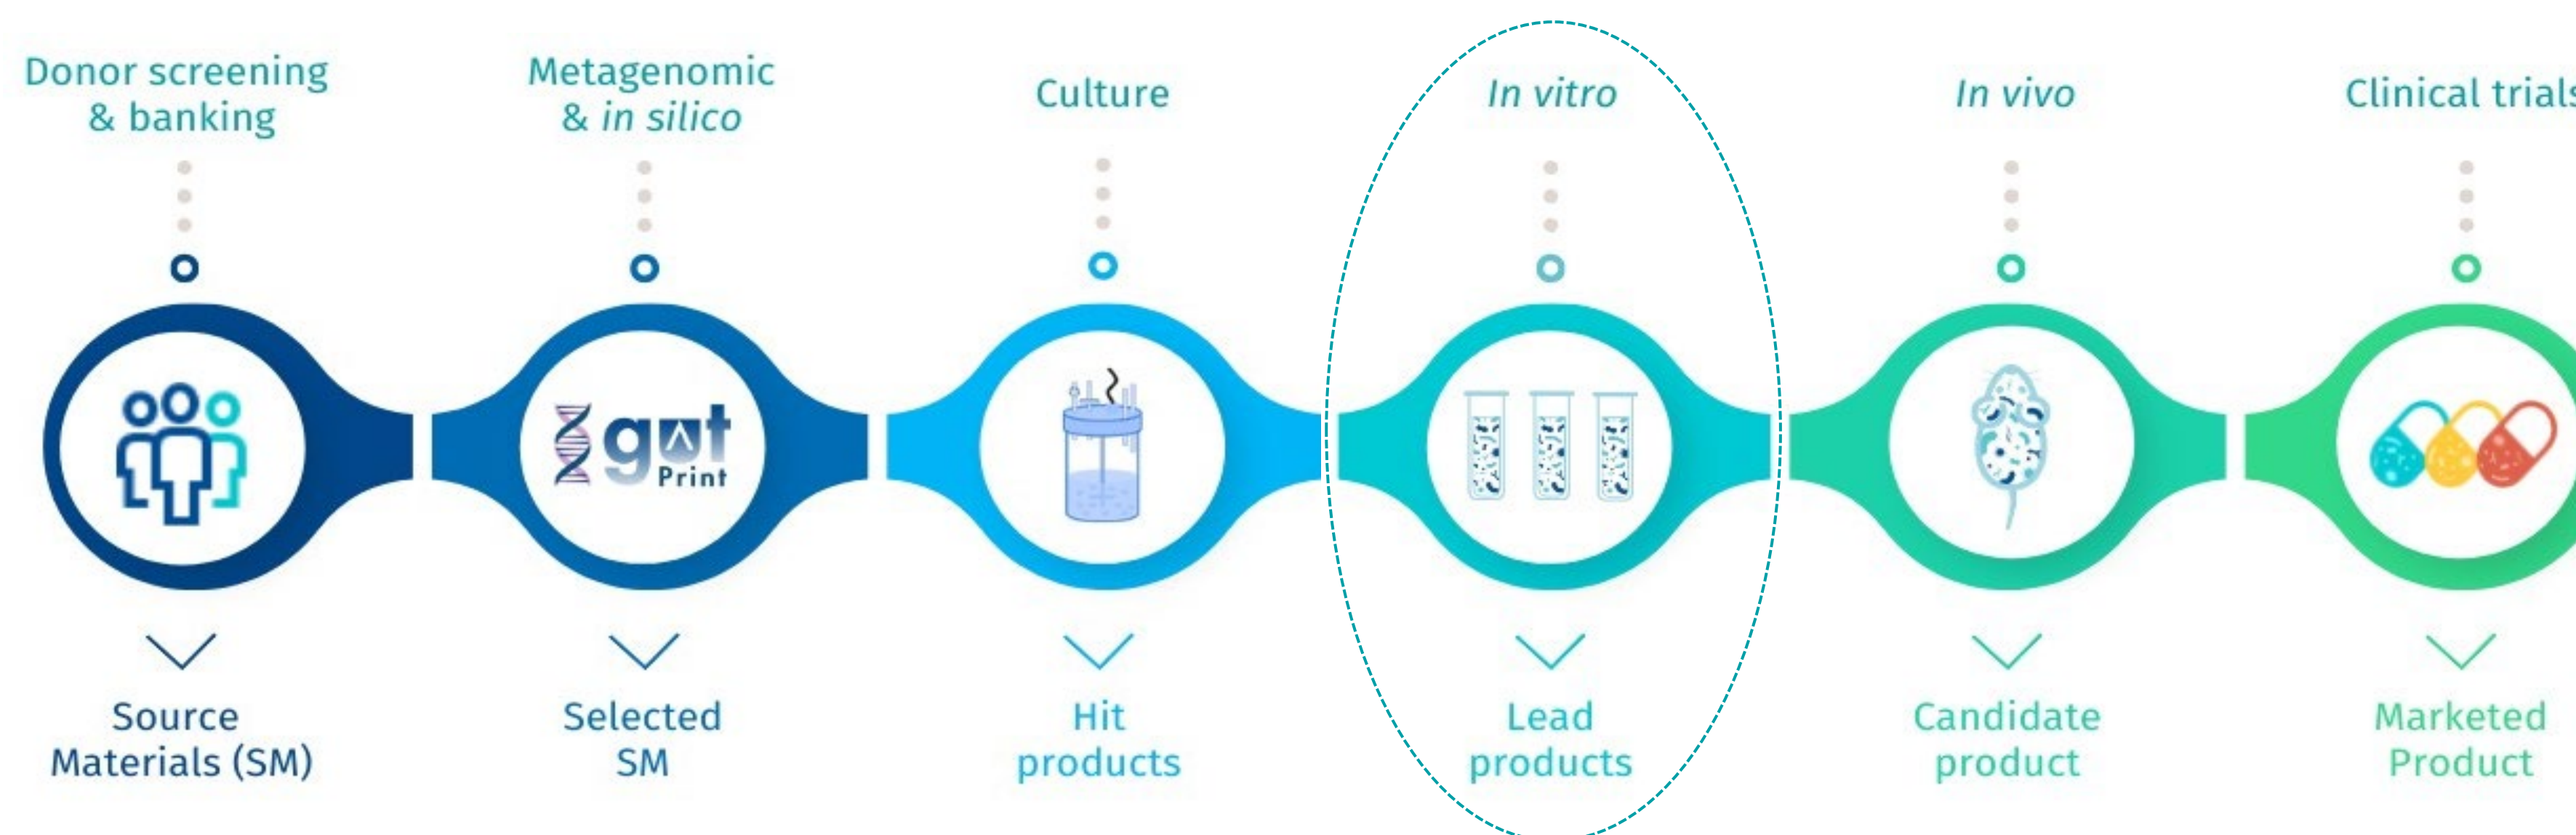 Donor screening
& banking
Metagenomic
& in silico
Culture
In vitro
In vivo
Clinical trials
gut
Print
Source
Materials (SM)
Selected
SM
Hit
products
Lead
products
Candidate
product
Marketed
Product